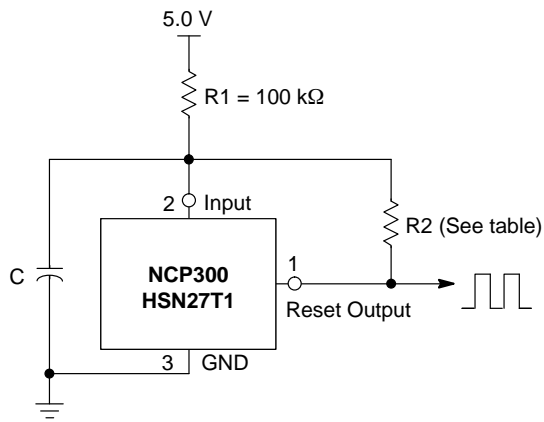 5.0 V
R1 = 100 kΩ
2 Input
R2 (See table)
C
NCP300
HSN27T1
1
Reset Output
3 GND